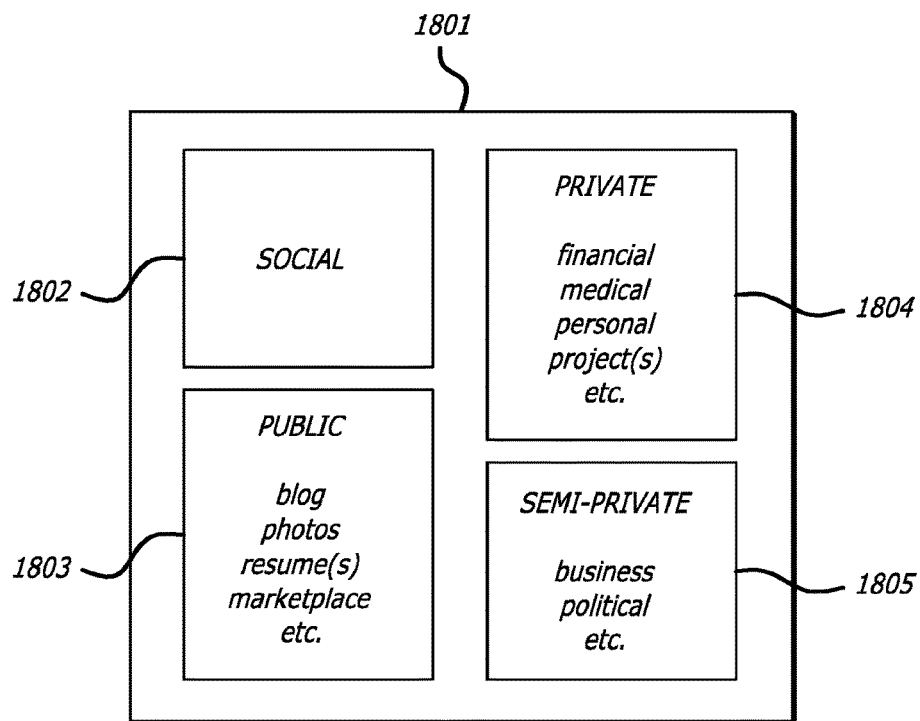 1801
SOCIAL
1802
PUBLIC
blog
photos
resume(s)
marketplace
etc.
1803
PRIVATE
financial
medical
personal
project(s)
etc.
1804
SEMI-PRIVATE
business
political
etc.
1805